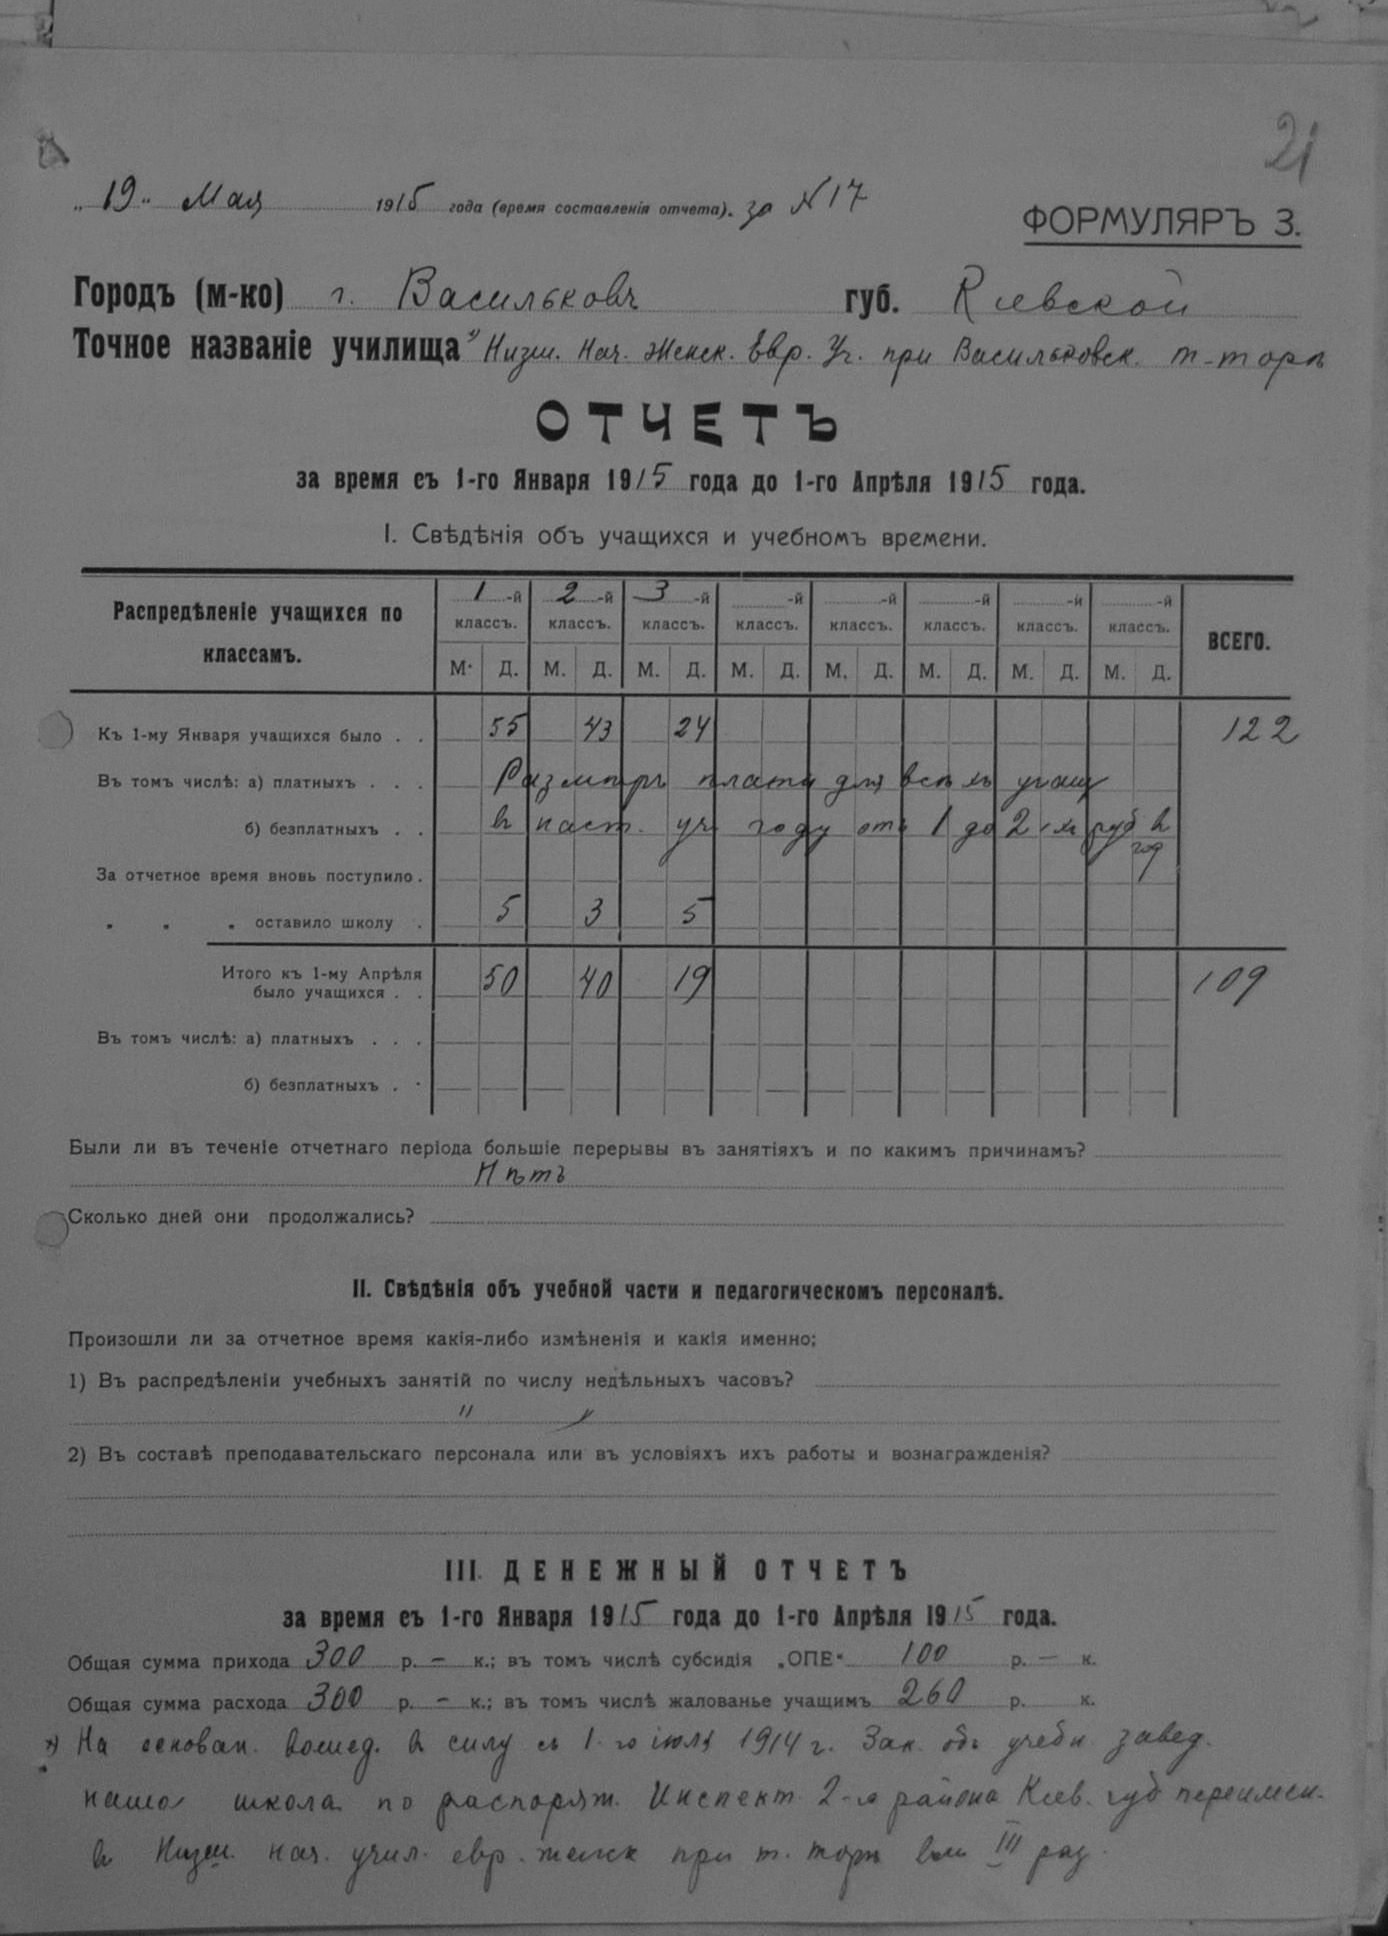 21
„ 19 „ Мая 1915 года (время составленія отчета). за № 17
ФОРМУЛЯРЪ 3.
Городъ (м-ко) г. Васильковъ губ. Кіевской
Точное названіе училища *) Низш. Нач. Женск. Евр. Уч. при Васильковск. т-торѣ
ОТЧЕТЪ
за время съ 1-го Января 1915 года до 1-го Апрѣля 1915 года.
I. Свѣдѣнія объ учащихся и учебномъ времени.
Распредѣленіе учащихся по классамъ. 1-й классъ. 2-й классъ. 3-й классъ. -й классъ. -й классъ. -й классъ. -й классъ. -й классъ. ВСЕГО.
М. Д. М. Д. М. Д. М. Д. М. Д. М. Д. М. Д. М. Д.
Къ 1-му Января учащихся было . . 55 43 24 122
Въ томъ числѣ: а) платныхъ . . . Размѣръ платы для всѣхъ учащ
б) безплатныхъ . . в наст. уч. году отъ 1 до 2-хъ руб в
год
За отчетное время вновь поступило .
„ „ „ оставило школу . 5 3 5
Итого къ 1-му Апрѣля
было учащихся . . 50 40 19 109
Въ томъ числѣ: а) платныхъ . . .
б) безплатныхъ . .
Были ли въ теченіе отчетнаго періода большіе перерывы въ занятіяхъ и по какимъ причинамъ?
Нѣтъ
Сколько дней они продолжались?
II. Свѣдѣнія объ учебной части и педагогическомъ персоналѣ.
Произошли ли за отчетное время какія-либо измѣненія и какія именно;
1) Въ распредѣленіи учебныхъ занятій по числу недѣльныхъ часовъ?
" "
2) Въ составѣ преподавательскаго персонала или въ условіяхъ ихъ работы и вознагражденія?
III. ДЕНЕЖНЫЙ ОТЧЕТЪ
за время съ 1-го Января 1915 года до 1-го Апрѣля 1915 года.
Общая сумма прихода 300 р. – к.; въ томъ числѣ субсидія „ОПЕ“ 100 р. – к.
Общая сумма расхода 300 р. – к.; въ томъ числѣ жалованье учащимъ 260 р. к.
*) На основан. вошед. в силу съ 1-го іюля 1914 г. Зак. объ учебн. завед.
наша школа по распоряж. Инспект. 2-го района Кіев. губ переимен.
в Низш. нач. учил. евр. женск при т. торѣ III раз.